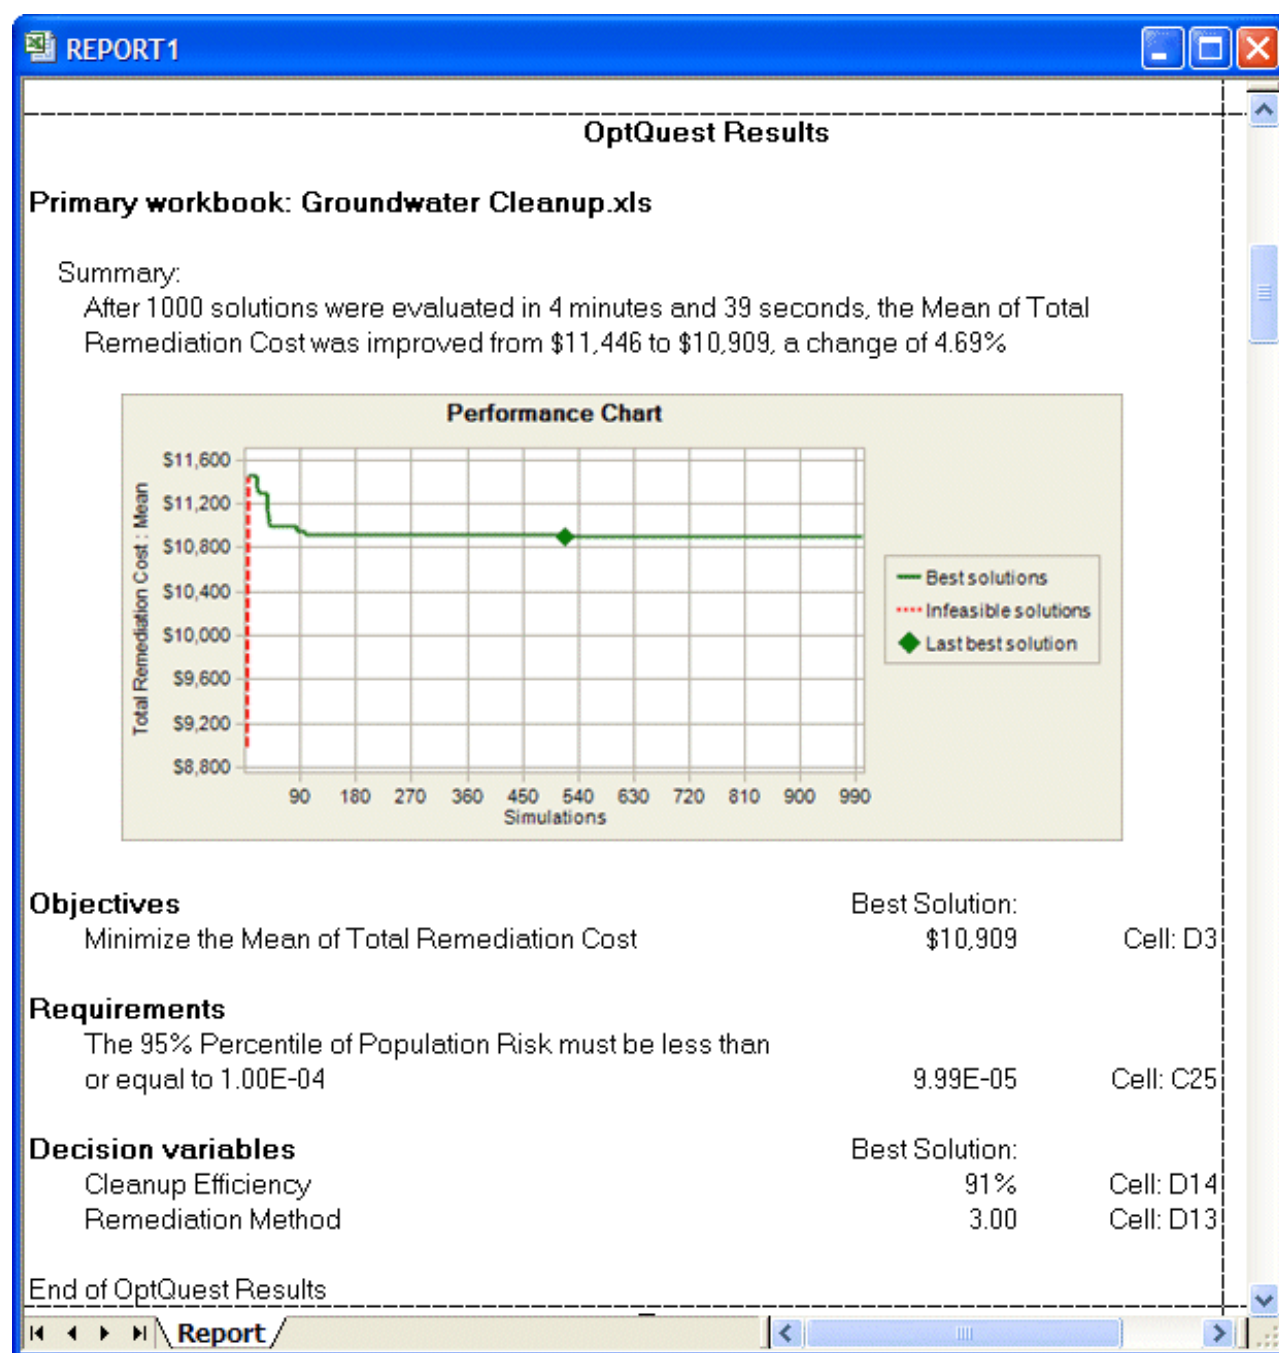 REPORT1
OptQuest Results
Primary workbook: Groundwater Cleanup.xls
Summary:
After 1000 solutions were evaluated in 4 minutes and 39 seconds, the Mean of Total
Remediation Cost was improved from $11,446 to $10,909, a change of 4.69%
Performance Chart
Total Remediation Cost : Mean
$11,600
$11,200
$10,800
$10,400
$10,000
$9,600
$9,200
$8,800
90 180 270 360 450 540 630 720 810 900 990
Simulations
Best solutions
Infeasible solutions
Last best solution
Objectives Best Solution:
Minimize the Mean of Total Remediation Cost $10,909 Cell: D3
Requirements
The 95% Percentile of Population Risk must be less than
or equal to 1.00E-04 9.99E-05 Cell: C25
Decision variables Best Solution:
Cleanup Efficiency 91% Cell: D14
Remediation Method 3.00 Cell: D13
End of OptQuest Results
Report